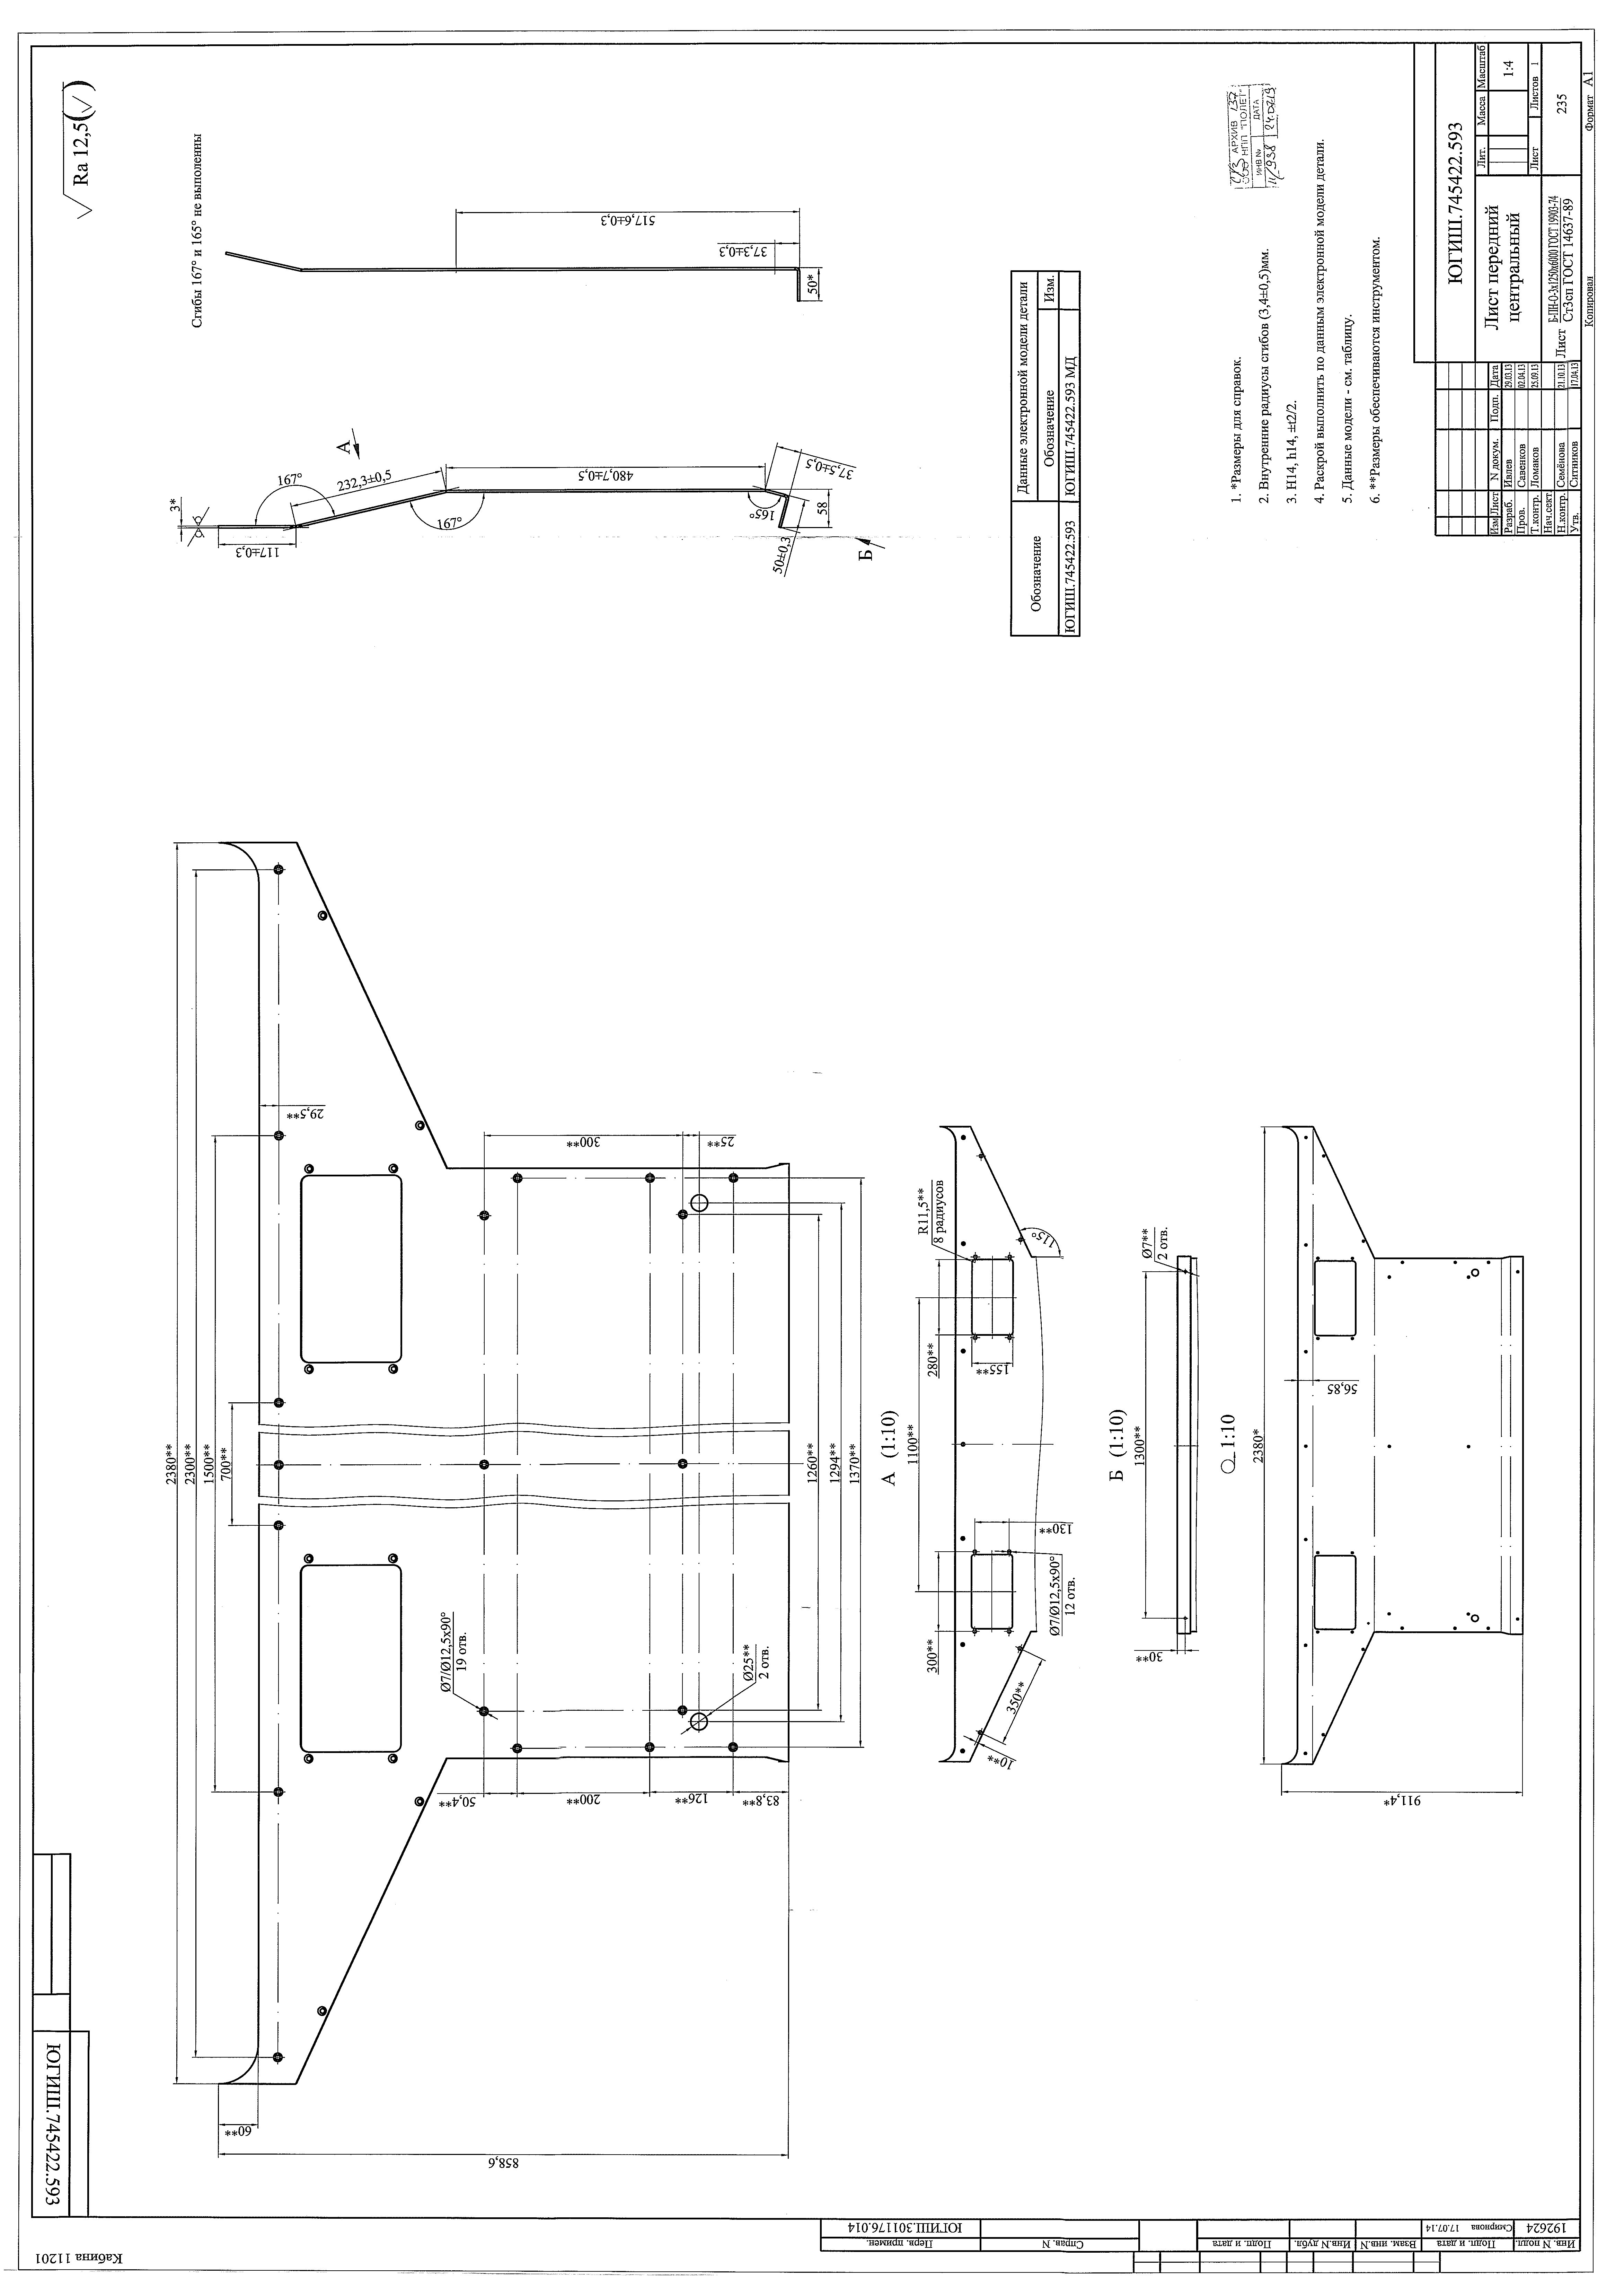 Кабина 11201
ЮГИШ.745422.593
√ Ra 12,5(√)
2380**
2300**
1500**
700**
29,5**
60**
858,6
300**
25**
Ø7/Ø12,5х90°
19 отв.
Ø25**
2 отв.
50,4**
200**
126**
83,8**
1260**
1294**
1370**
3*
117±0,3
167°
232,3±0,5
А
167°
480,7±0,5
165°
37,5±0,5
58
50±0,3
Б
Сгибы 167° и 165° не выполенны
517,6±0,3
37,3±0,3
50*
А (1:10)
1100**
280**
R11,5**
8 радиусов
155**
115°
300**
130**
Ø7/Ø12,5х90°
12 отв.
350**
10**
Б (1:10)
1300**
Ø7**
2 отв.
30**
1:10
2380*
56,85
911,4*
Обозначение
Данные электронной модели детали
Обозначение
Изм.
ЮГИШ.745422.593
ЮГИШ.745422.593 МД
АРХИВ 132
ООО НПП "ПОЛЕТ"
ИНВ №
ДАТА
1. *Размеры для справок.
2. Внутренние радиусы сгибов (3,4±0,5)мм.
3. Н14, h14, ±t2/2.
4. Раскрой выполнить по данным электронной модели детали.
5. Данные модели - см. таблицу.
6. **Размеры обеспечиваются инструментом.
ЮГИШ.745422.593
Изм Лист N докум. Подп. Дата
Разраб. Ивлев 29.03.13
Пров. Савенков 02.04.13
Т.контр. Ломаков 25.09.13
Нач.сект.
Н.контр. Семёнова 21.10.13
Утв. Ситников 17.04.13
Лист передний
центральный
Лит. Масса Масштаб
1:4
Лист Листов 1
Лист Б-ПН-О-3х1250х6000 ГОСТ 19903-74
Ст3сп ГОСТ 14637-89
235
Копировал
Формат А1
Перв. примен.
ЮГИШ.301176.014
Справ. N
Подп. и дата
Инв.N дубл.
Взам. инв.N
Подп. и дата
Смирнова 17.07.14
Инв. N подл.
192624